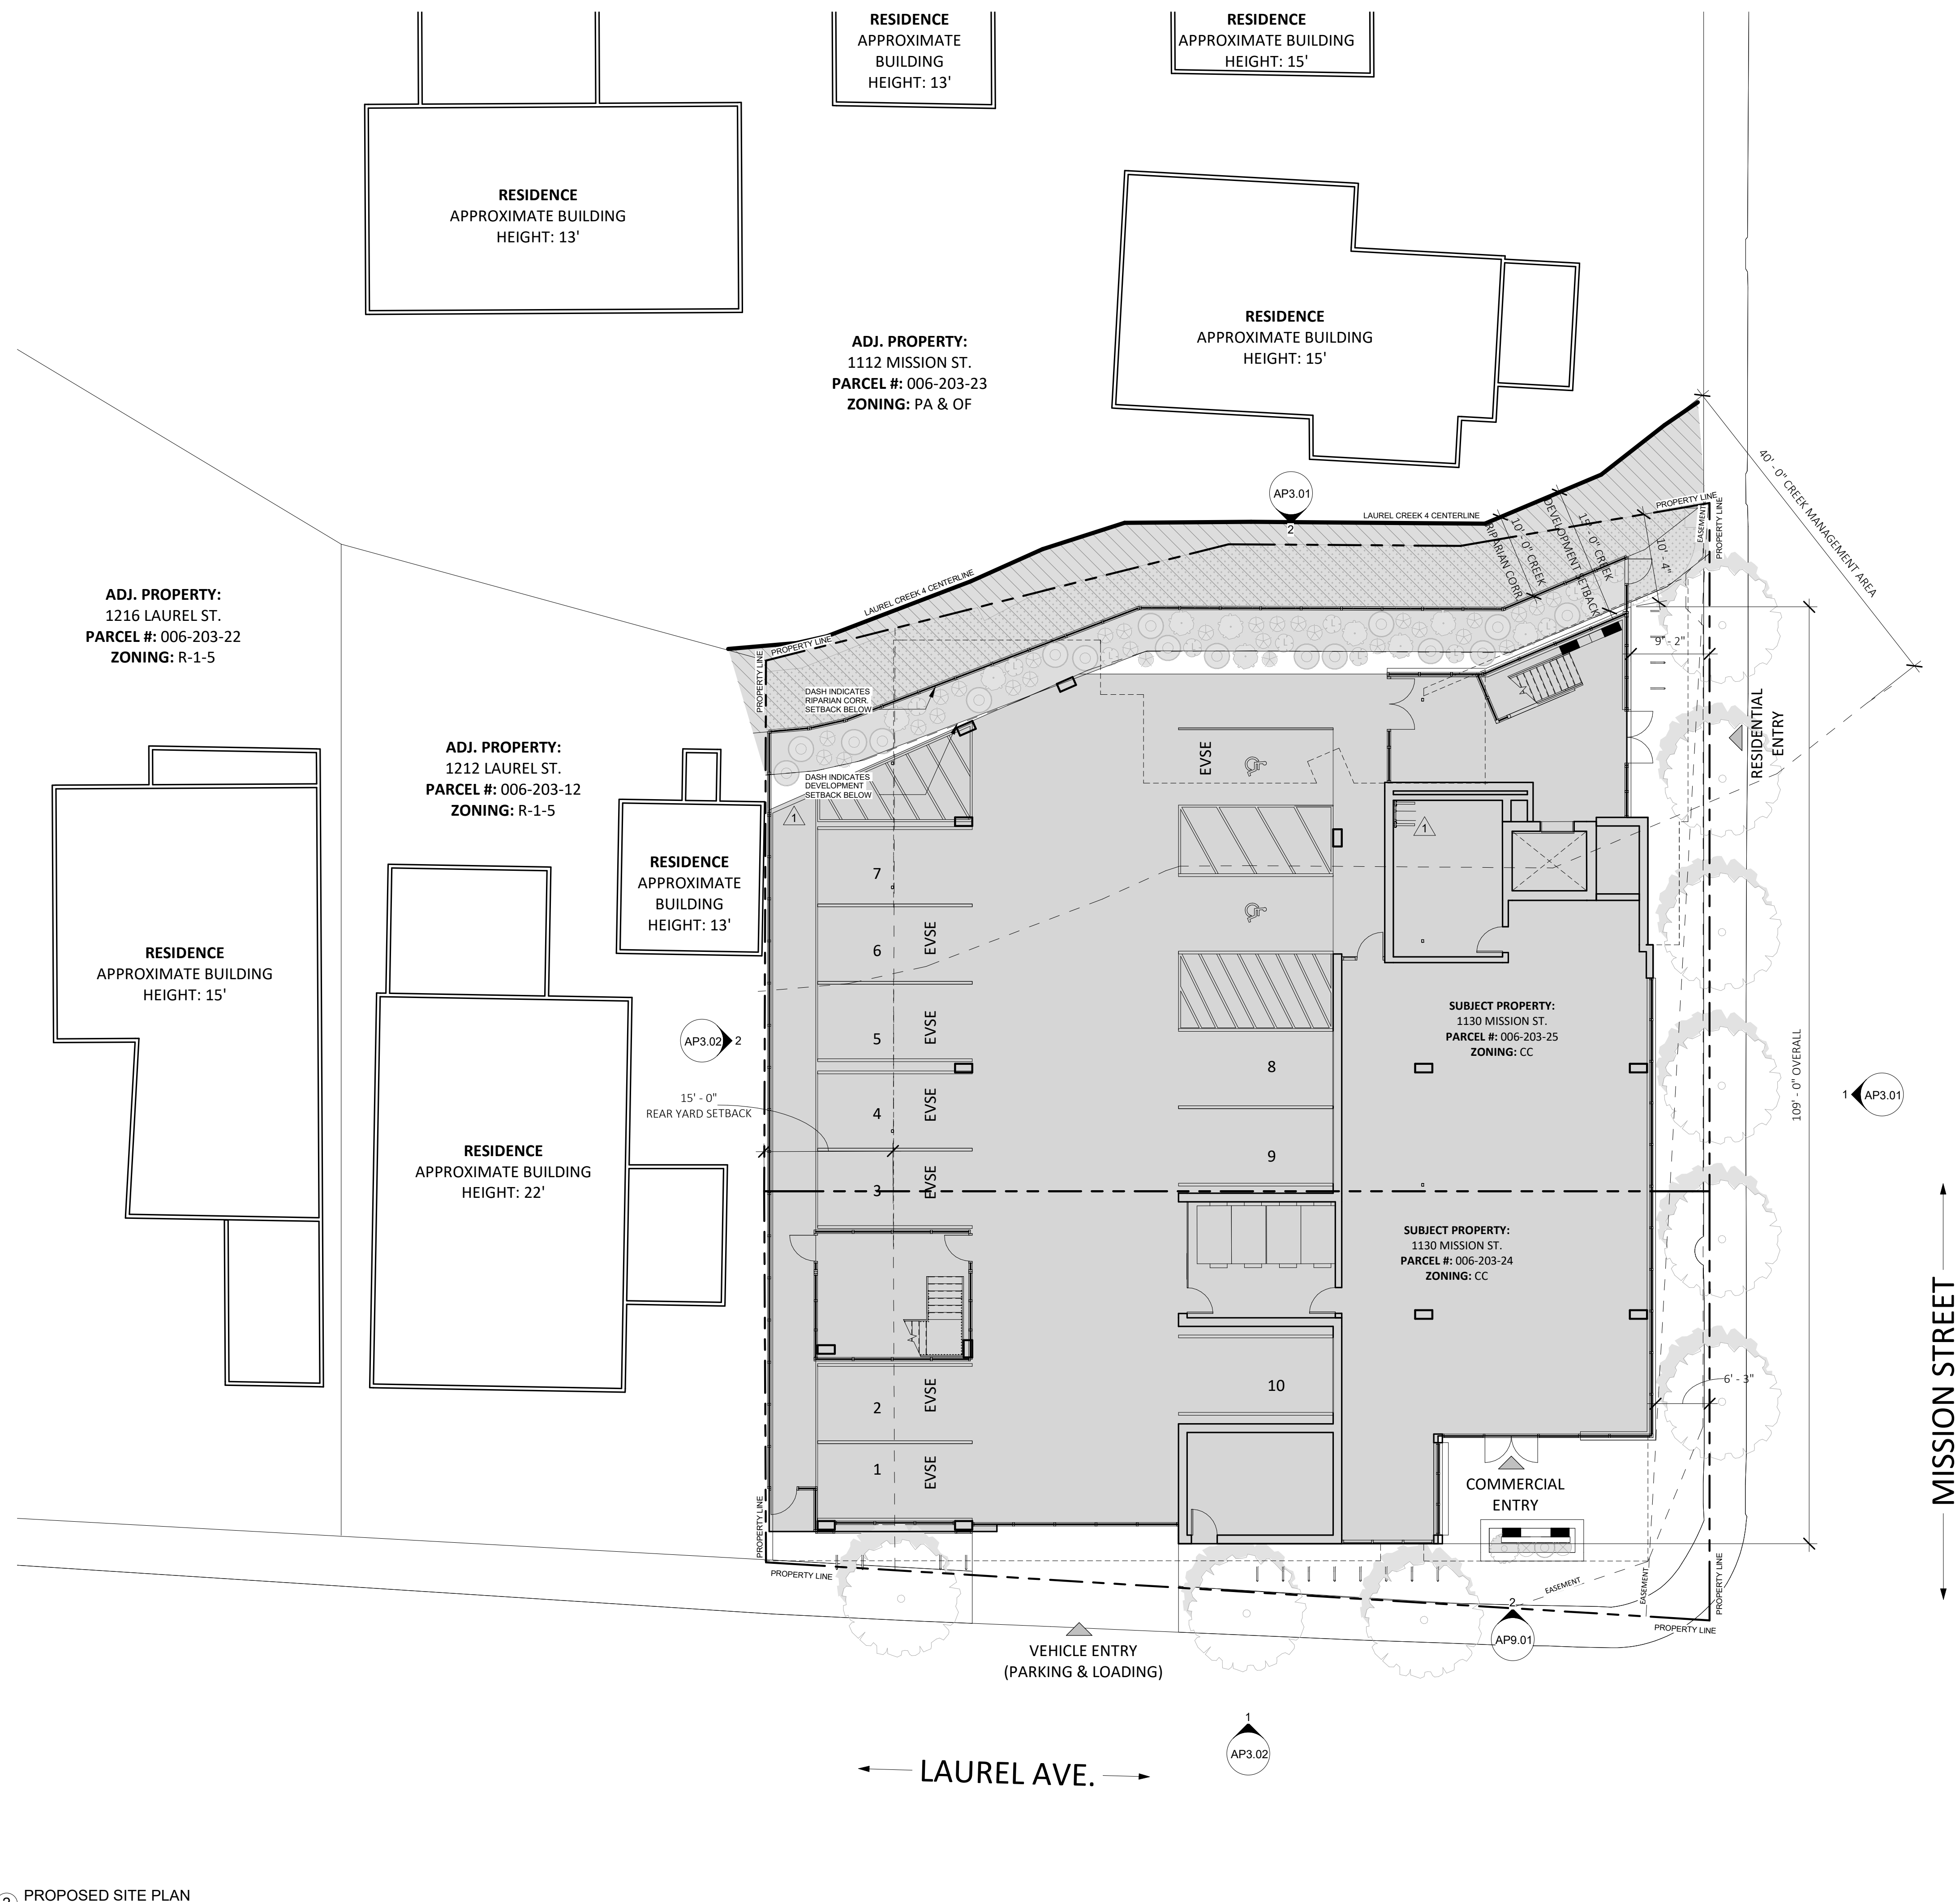 RESIDENCE
APPROXIMATE
BUILDING
HEIGHT: 13'
RESIDENCE
APPROXIMATE BUILDING
HEIGHT: 15'
RESIDENCE
APPROXIMATE BUILDING
HEIGHT: 13'
RESIDENCE
APPROXIMATE BUILDING
HEIGHT: 15'
ADJ. PROPERTY:
1112 MISSION ST.
PARCEL #: 006-203-23
ZONING: PA & OF
40' - 0" CREEK MANAGEMENT AREA
AP3.01
2
LAUREL CREEK 4 CENTERLINE
PROPERTY LINE
EASEMENT
PROPERTY LINE
10' - 0" CREEK
RIPARIAN CORR
15' - 0" CREEK
DEVELOPMENT SETBACK
10' - 4"
LAUREL CREEK 4 CENTERLINE
PROPERTY LINE
PROPERTY LINE
ADJ. PROPERTY:
1216 LAUREL ST.
PARCEL #: 006-203-22
ZONING: R-1-5
9' - 2"
DASH INDICATES
RIPARIAN CORR.
SETBACK BELOW
RESIDENTIAL
ENTRY
ADJ. PROPERTY:
1212 LAUREL ST.
PARCEL #: 006-203-12
ZONING: R-1-5
EVSE
DASH INDICATES
DEVELOPMENT
SETBACK BELOW
1
1
RESIDENCE
APPROXIMATE
BUILDING
HEIGHT: 13'
7
6
EVSE
RESIDENCE
APPROXIMATE BUILDING
HEIGHT: 15'
SUBJECT PROPERTY:
1130 MISSION ST.
PARCEL #: 006-203-25
ZONING: CC
AP3.02
2
5
EVSE
8
109' - 0" OVERALL
1
AP3.01
15' - 0"
REAR YARD SETBACK
4
EVSE
9
RESIDENCE
APPROXIMATE BUILDING
HEIGHT: 22'
3
EVSE
SUBJECT PROPERTY:
1130 MISSION ST.
PARCEL #: 006-203-24
ZONING: CC
MISSION STREET
6' - 3"
2
EVSE
10
1
EVSE
COMMERCIAL
ENTRY
PROPERTY LINE
PROPERTY LINE
EASEMENT
EASEMENT
PROPERTY LINE
PROPERTY LINE
2
AP9.01
VEHICLE ENTRY
(PARKING & LOADING)
1
AP3.02
LAUREL AVE.
2
PROPOSED SITE PLAN